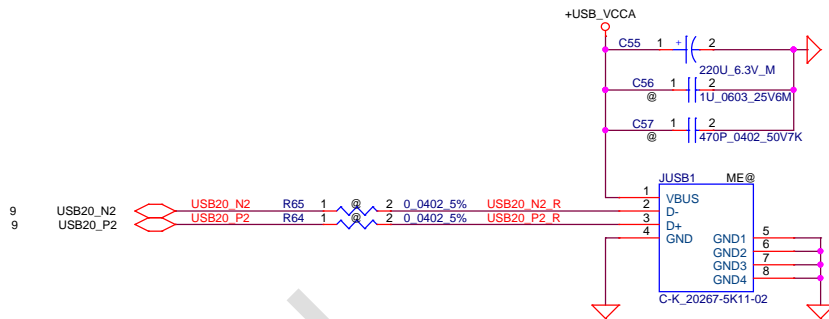 +USB_VCCA
C55 1 + 2
220U_6.3V_M
C56 1 2
@ 1U_0603_25V6M
C57 1 2
@ 470P_0402_50V7K
JUSB1 ME@
9 USB20_N2 USB20_N2 R65 1 @ 2 0_0402_5% USB20_N2_R
9 USB20_P2 USB20_P2 R64 1 @ 2 0_0402_5% USB20_P2_R
1 VBUS
2 D-
3 D+
4 GND
GND1 5
GND2 6
GND3 7
GND4 8
C-K_20267-5K11-02